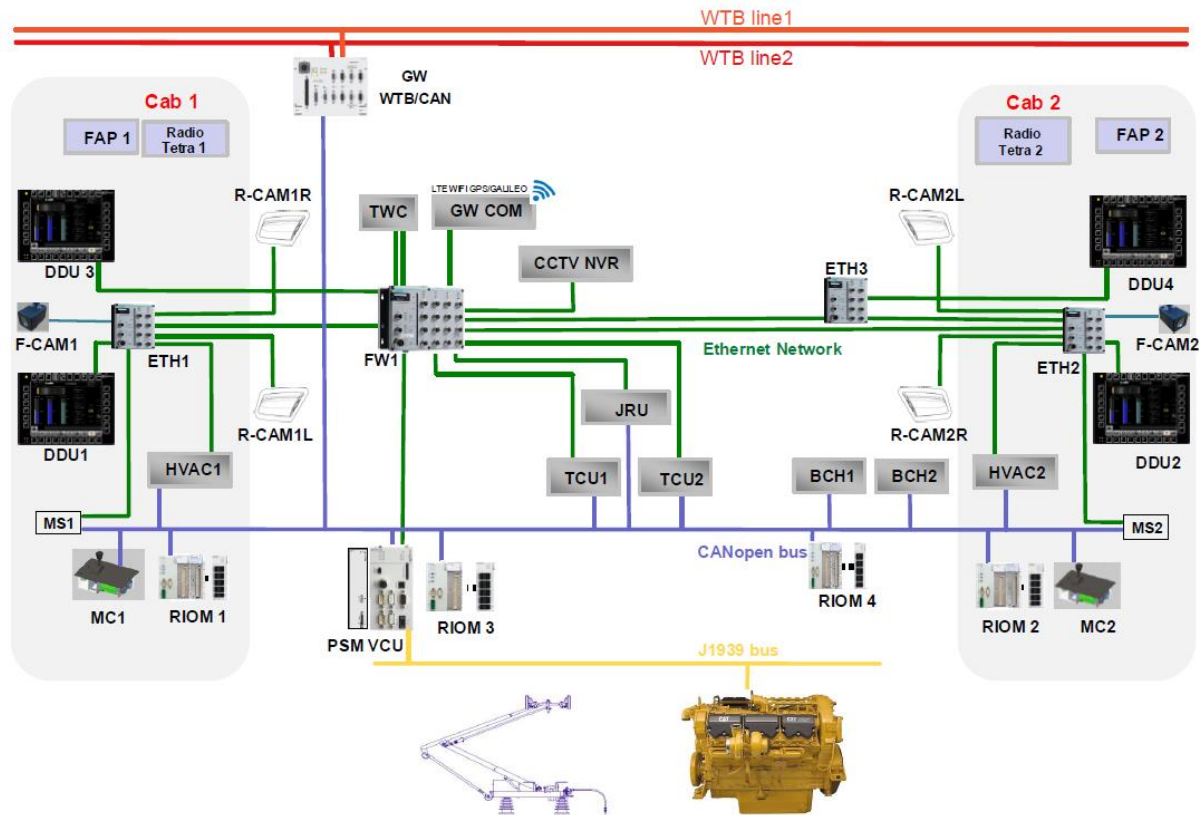 WTB line1
WTB line2
GW
WTB/CAN
Cab 1
FAP 1
Radio
Tetra 1
Cab 2
Radio
Tetra 2
FAP 2
R-CAM1R
TWC
LTE WIFI GPS/GALLILEO
GW COM
R-CAM2L
CCTV NVR
DDU 3
ETH3
DDU4
F-CAM1
ETH1
FW1
Ethernet Network
ETH2
F-CAM2
JRU
R-CAM1L
R-CAM2R
DDU1
DDU2
HVAC1
TCU1
TCU2
BCH1
BCH2
HVAC2
MS1
MS2
CANopen bus
MC1
RIOM 1
PSM VCU
RIOM 3
RIOM 4
RIOM 2
MC2
J1939 bus
CAT
CAT